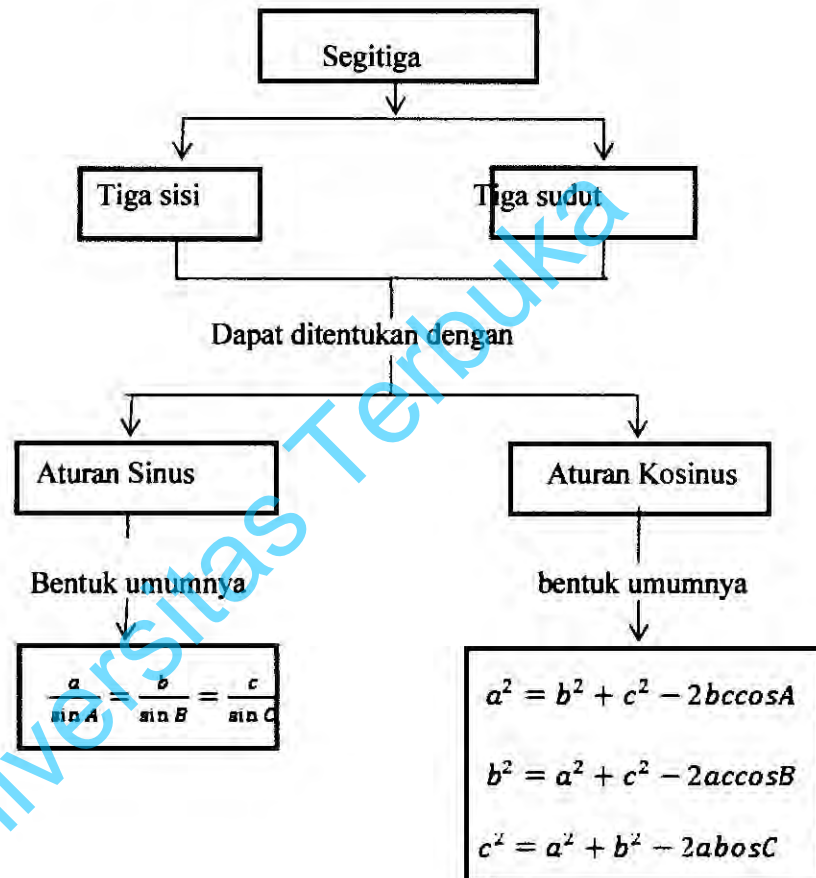 Segitiga
Tiga sisi
Tiga sudut
Dapat ditentukan dengan
Aturan Sinus
Aturan Kosinus
Bentuk umumnya
bentuk umumnya
a/sin A = b/sin B = c/sin C
a² = b² + c² − 2bccosA
b² = a² + c² − 2accosB
c² = a² + b² − 2abosC
Universitas Terbuka